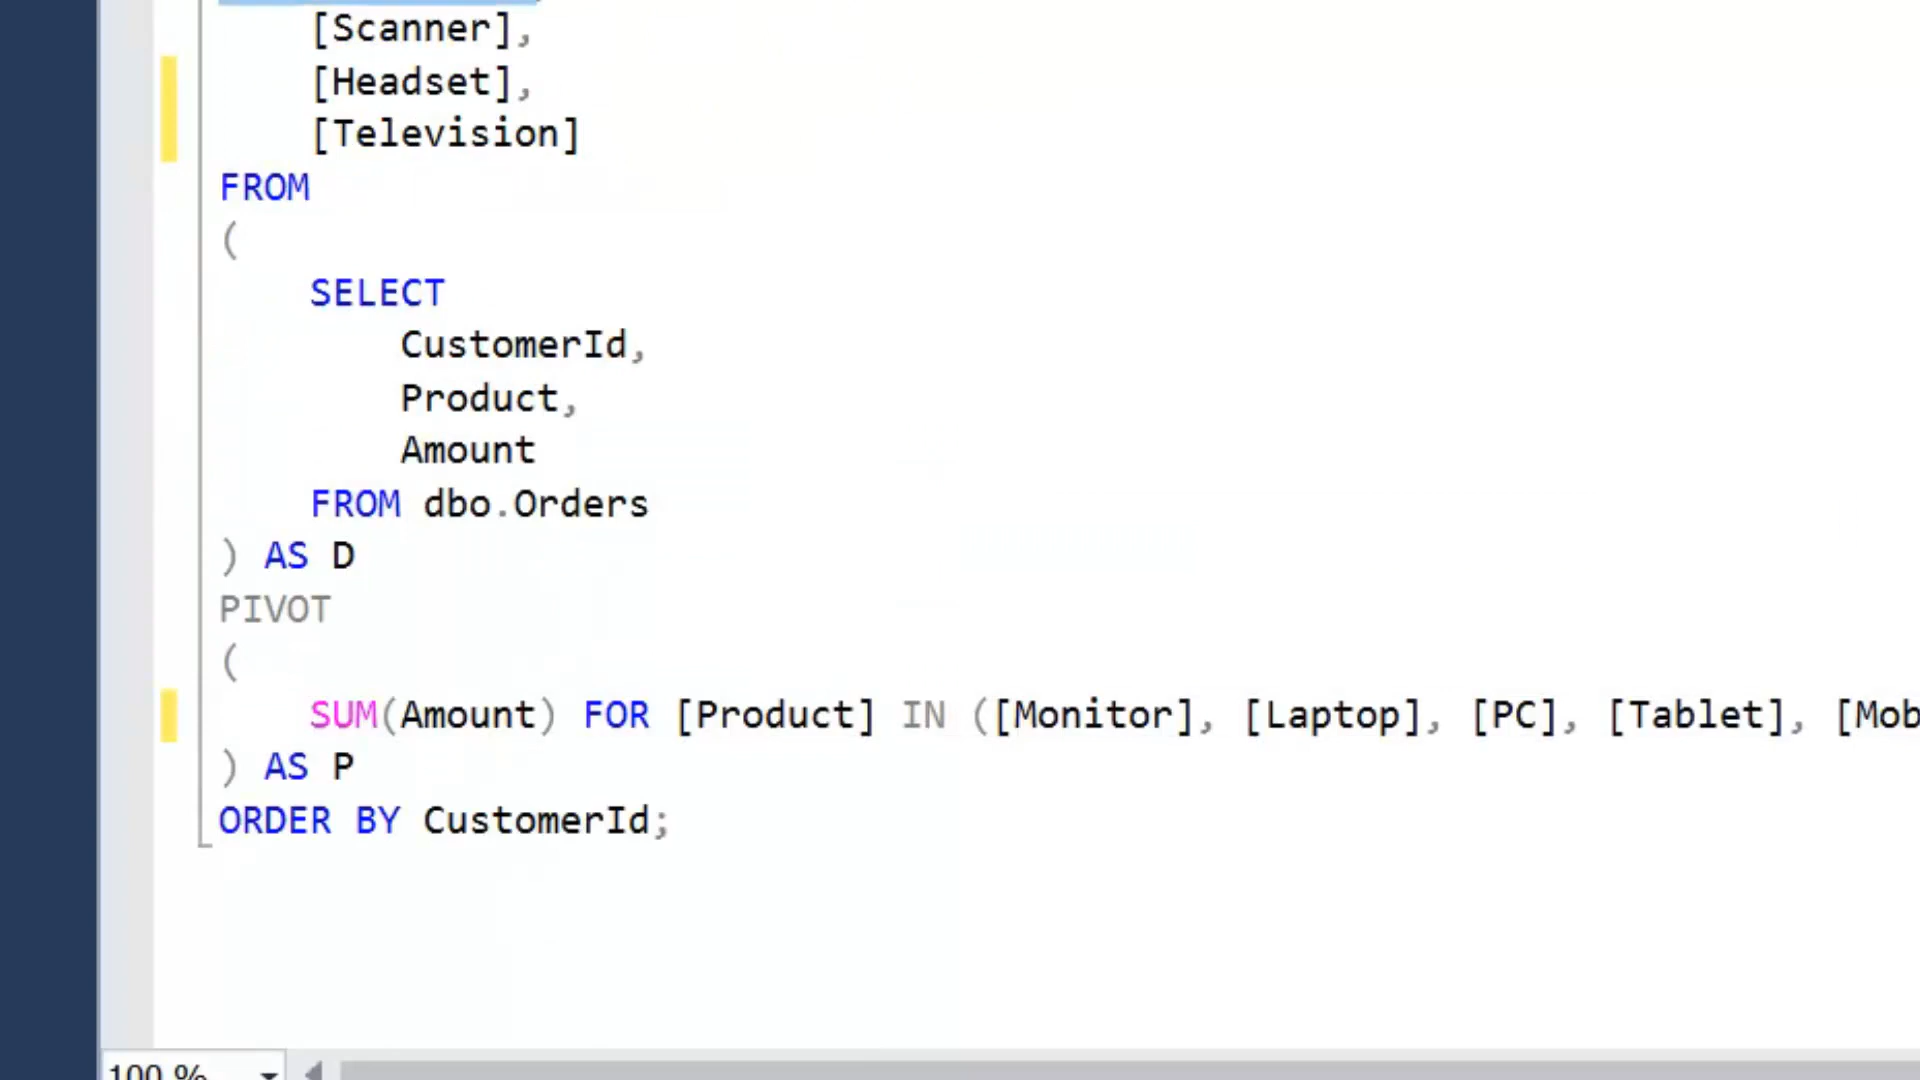 [Scanner],
[Headset],
[Television]
FROM
(
SELECT
CustomerId,
Product,
Amount
FROM dbo.Orders
) AS D
PIVOT
(
SUM(Amount) FOR [Product] IN ([Monitor], [Laptop], [PC], [Tablet], [Mob
) AS P
ORDER BY CustomerId;
100 %